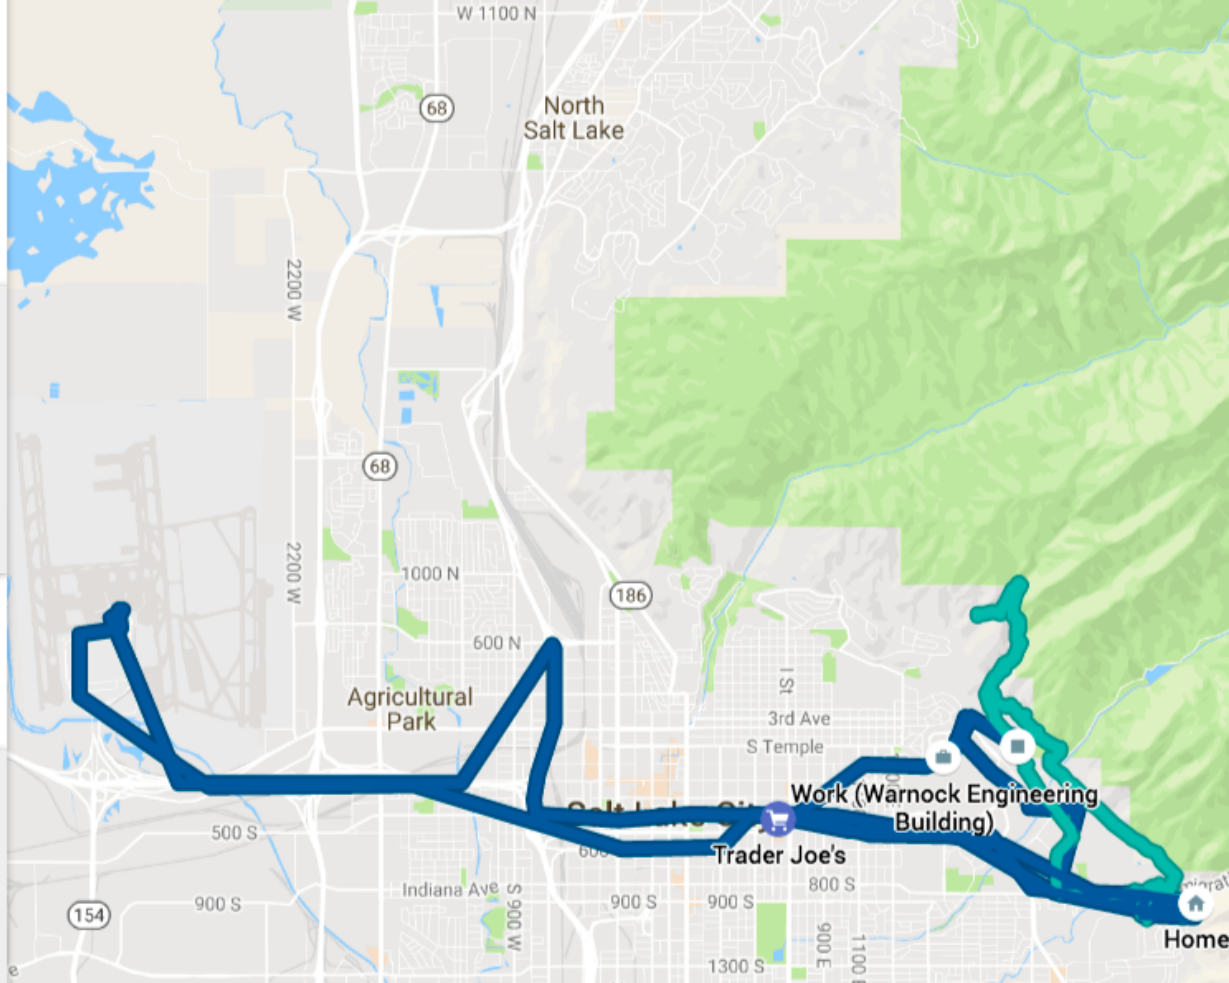 W 1100 N
68
North
Salt Lake
2200 W
68
2200 W
1000 N
186
600 N
Agricultural
Park
I St
3rd Ave
S Temple
Work (Warnock Engineering
Building)
Salt Lake City
500 S
600
Trader Joe's
800 S
Indiana Ave
S 900 W
900 S
900 S
900 S
154
900 E
1100 E
1300 S
Home